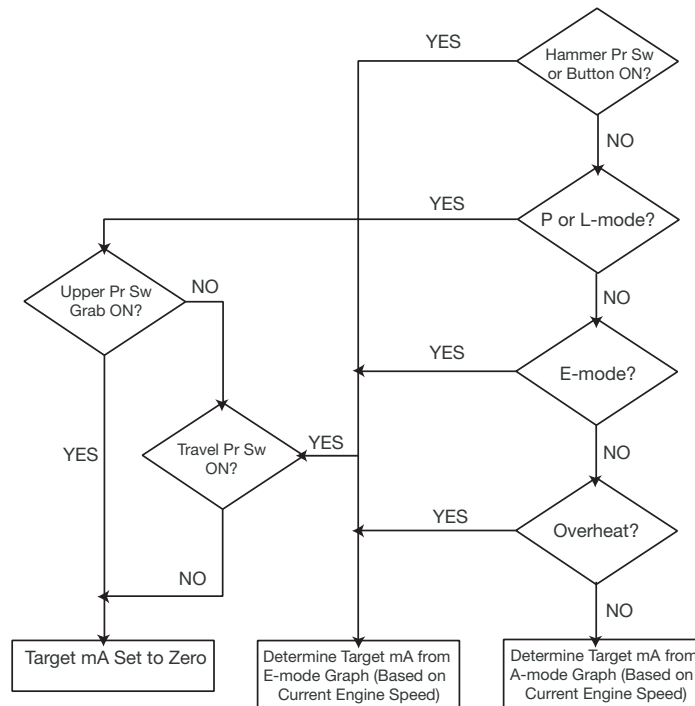 YES
Hammer Pr Sw
or Button ON?
NO
YES
P or L-mode?
Upper Pr Sw
Grab ON?
NO
NO
YES
E-mode?
YES
Travel Pr Sw
ON?
YES
NO
YES
Overheat?
NO
NO
Target mA Set to Zero
Determine Target mA from
E-mode Graph (Based on
Current Engine Speed)
Determine Target mA from
A-mode Graph (Based on
Current Engine Speed)